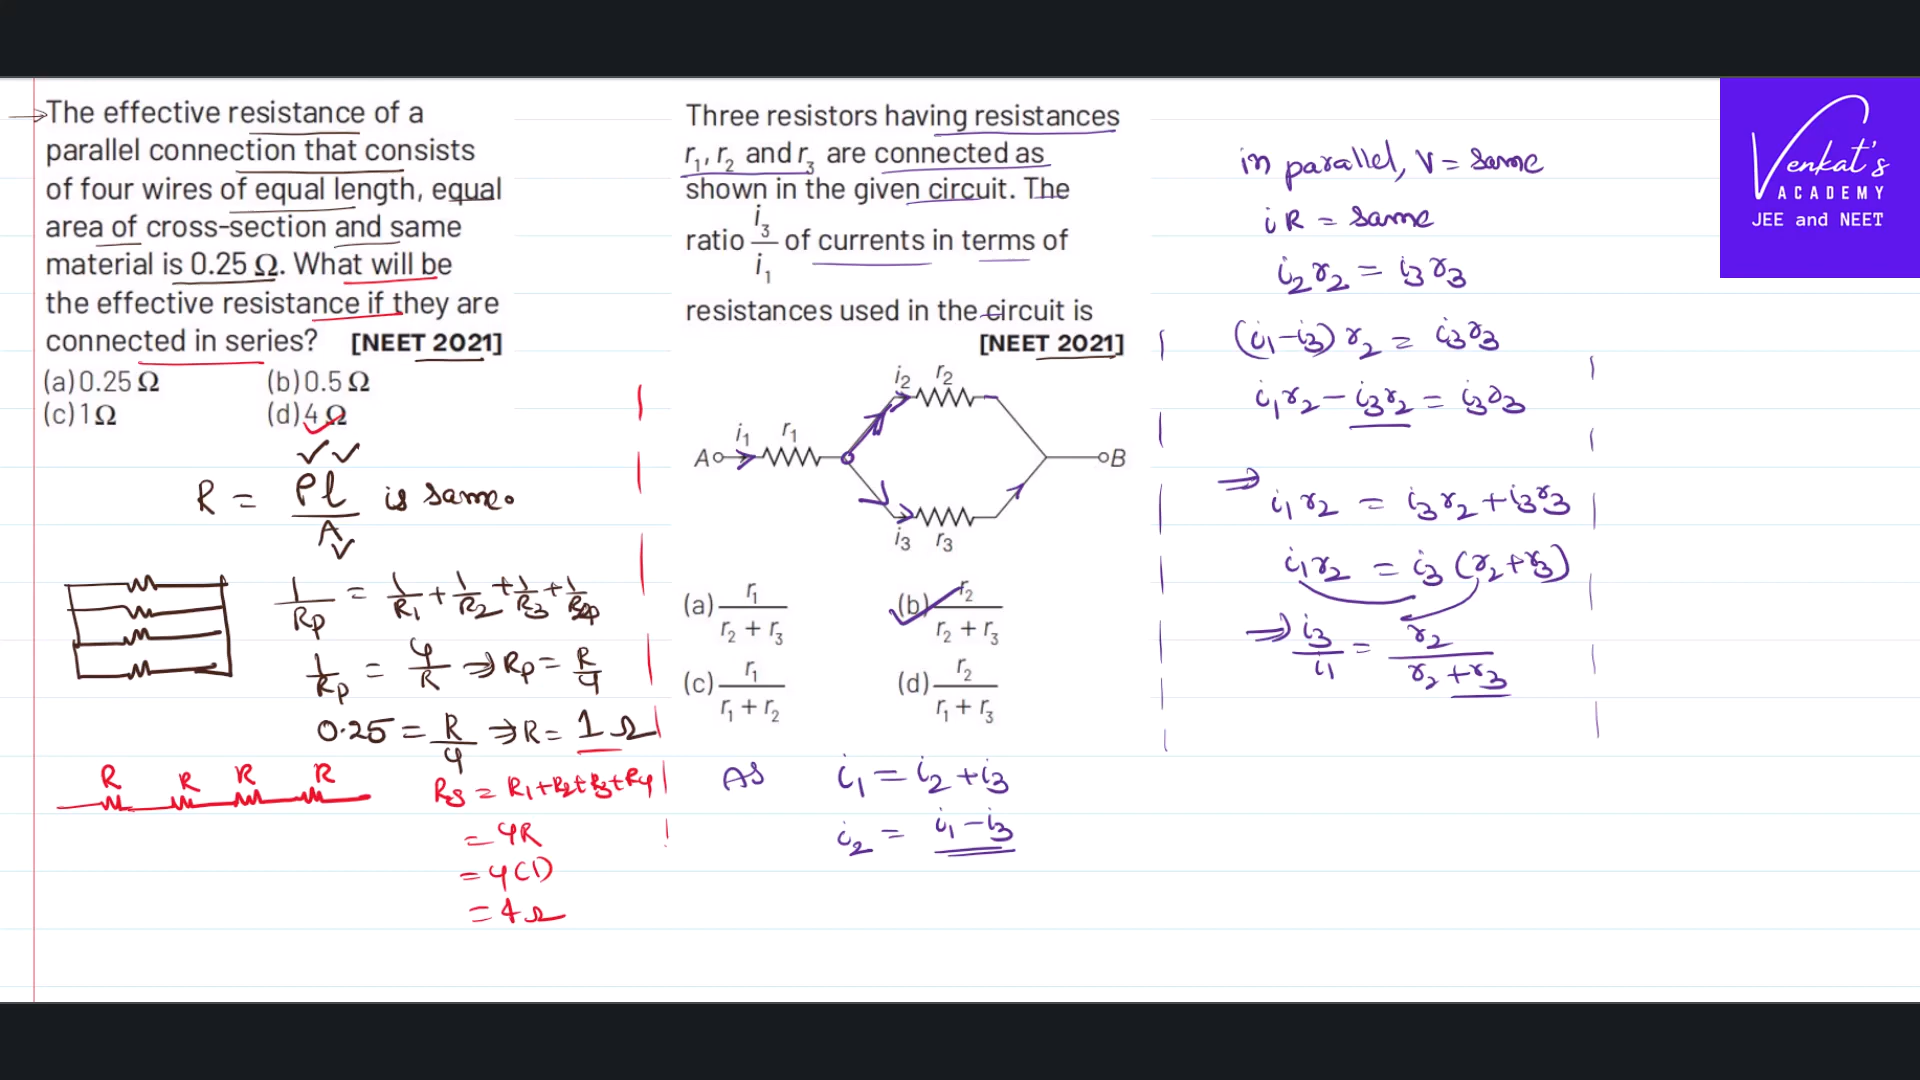 The effective resistance of a
parallel connection that consists
of four wires of equal length, equal
area of cross-section and same
material is 0.25 Ω. What will be
the effective resistance if they are
connected in series? [NEET 2021]
(a) 0.25 Ω (b) 0.5 Ω
(c) 1 Ω (d) 4 Ω
R = ρl/A is same.
1/Rp = 1/R1 + 1/R2 + 1/R3 + 1/R4
1/Rp = 4/R ⇒ Rp = R/4
0.25 = R/4 ⇒ R = 1 Ω
R R R R
Rs = R1+R2+R3+R4
= 4R
= 4(1)
= 4Ω
Three resistors having resistances
r₁, r₂ and r₃ are connected as
shown in the given circuit. The
ratio i₃/i₁ of currents in terms of
resistances used in the circuit is
[NEET 2021]
i₂ r₂
A i₁ r₁ B
i₃ r₃
(a) r₁/(r₂ + r₃) (b) r₂/(r₂ + r₃)
(c) r₁/(r₁ + r₂) (d) r₂/(r₁ + r₃)
As i₁ = i₂ + i₃
i₂ = i₁ - i₃
in parallel, V = same
iR = same
i₂r₂ = i₃r₃
(i₁-i₃) r₂ = i₃r₃
i₁r₂ - i₃r₂ = i₃r₃
⇒ i₁r₂ = i₃r₂ + i₃r₃
i₁r₂ = i₃ (r₂+r₃)
⇒ i₃/i₁ = r₂/(r₂+r₃)
Venkat's
ACADEMY
JEE and NEET